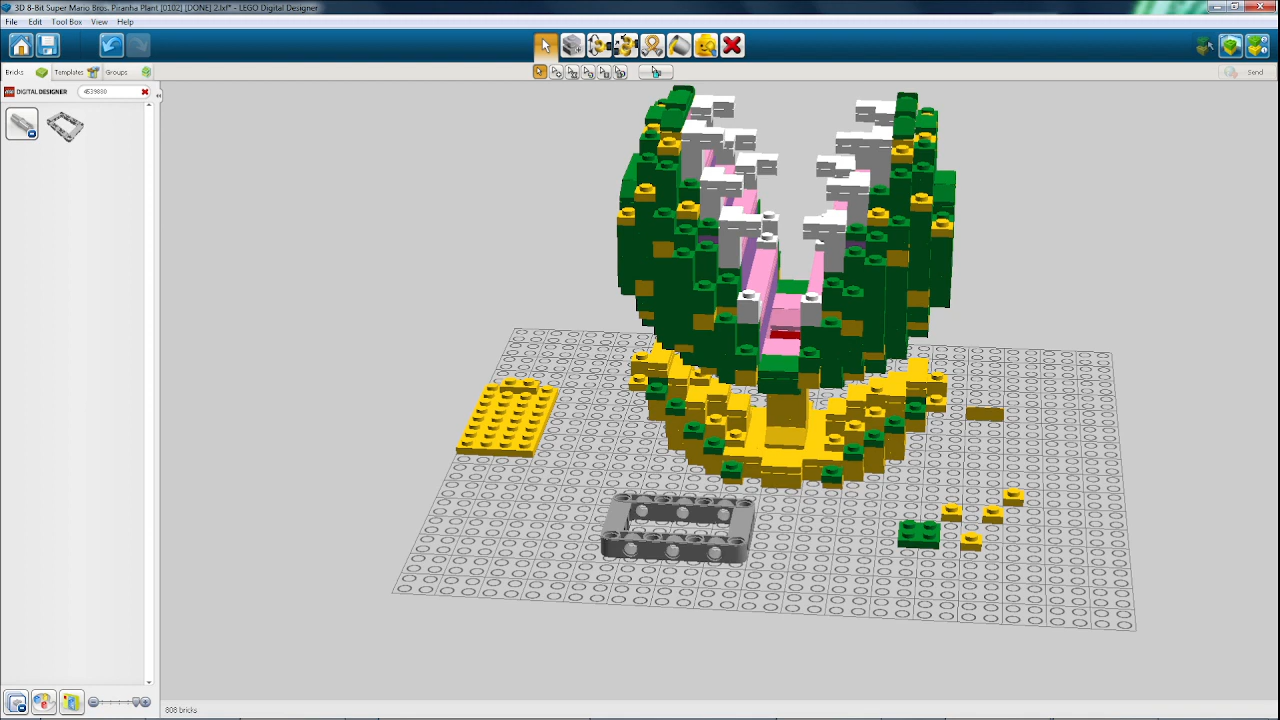 3D 8-Bit Super Mario Bros. Piranha Plant [0102] [DONE] 2.lxf* - LEGO Digital Designer
File Edit Tool Box View Help
Bricks Templates Groups
Send
LEGO DIGITAL DESIGNER 4539880
808 bricks